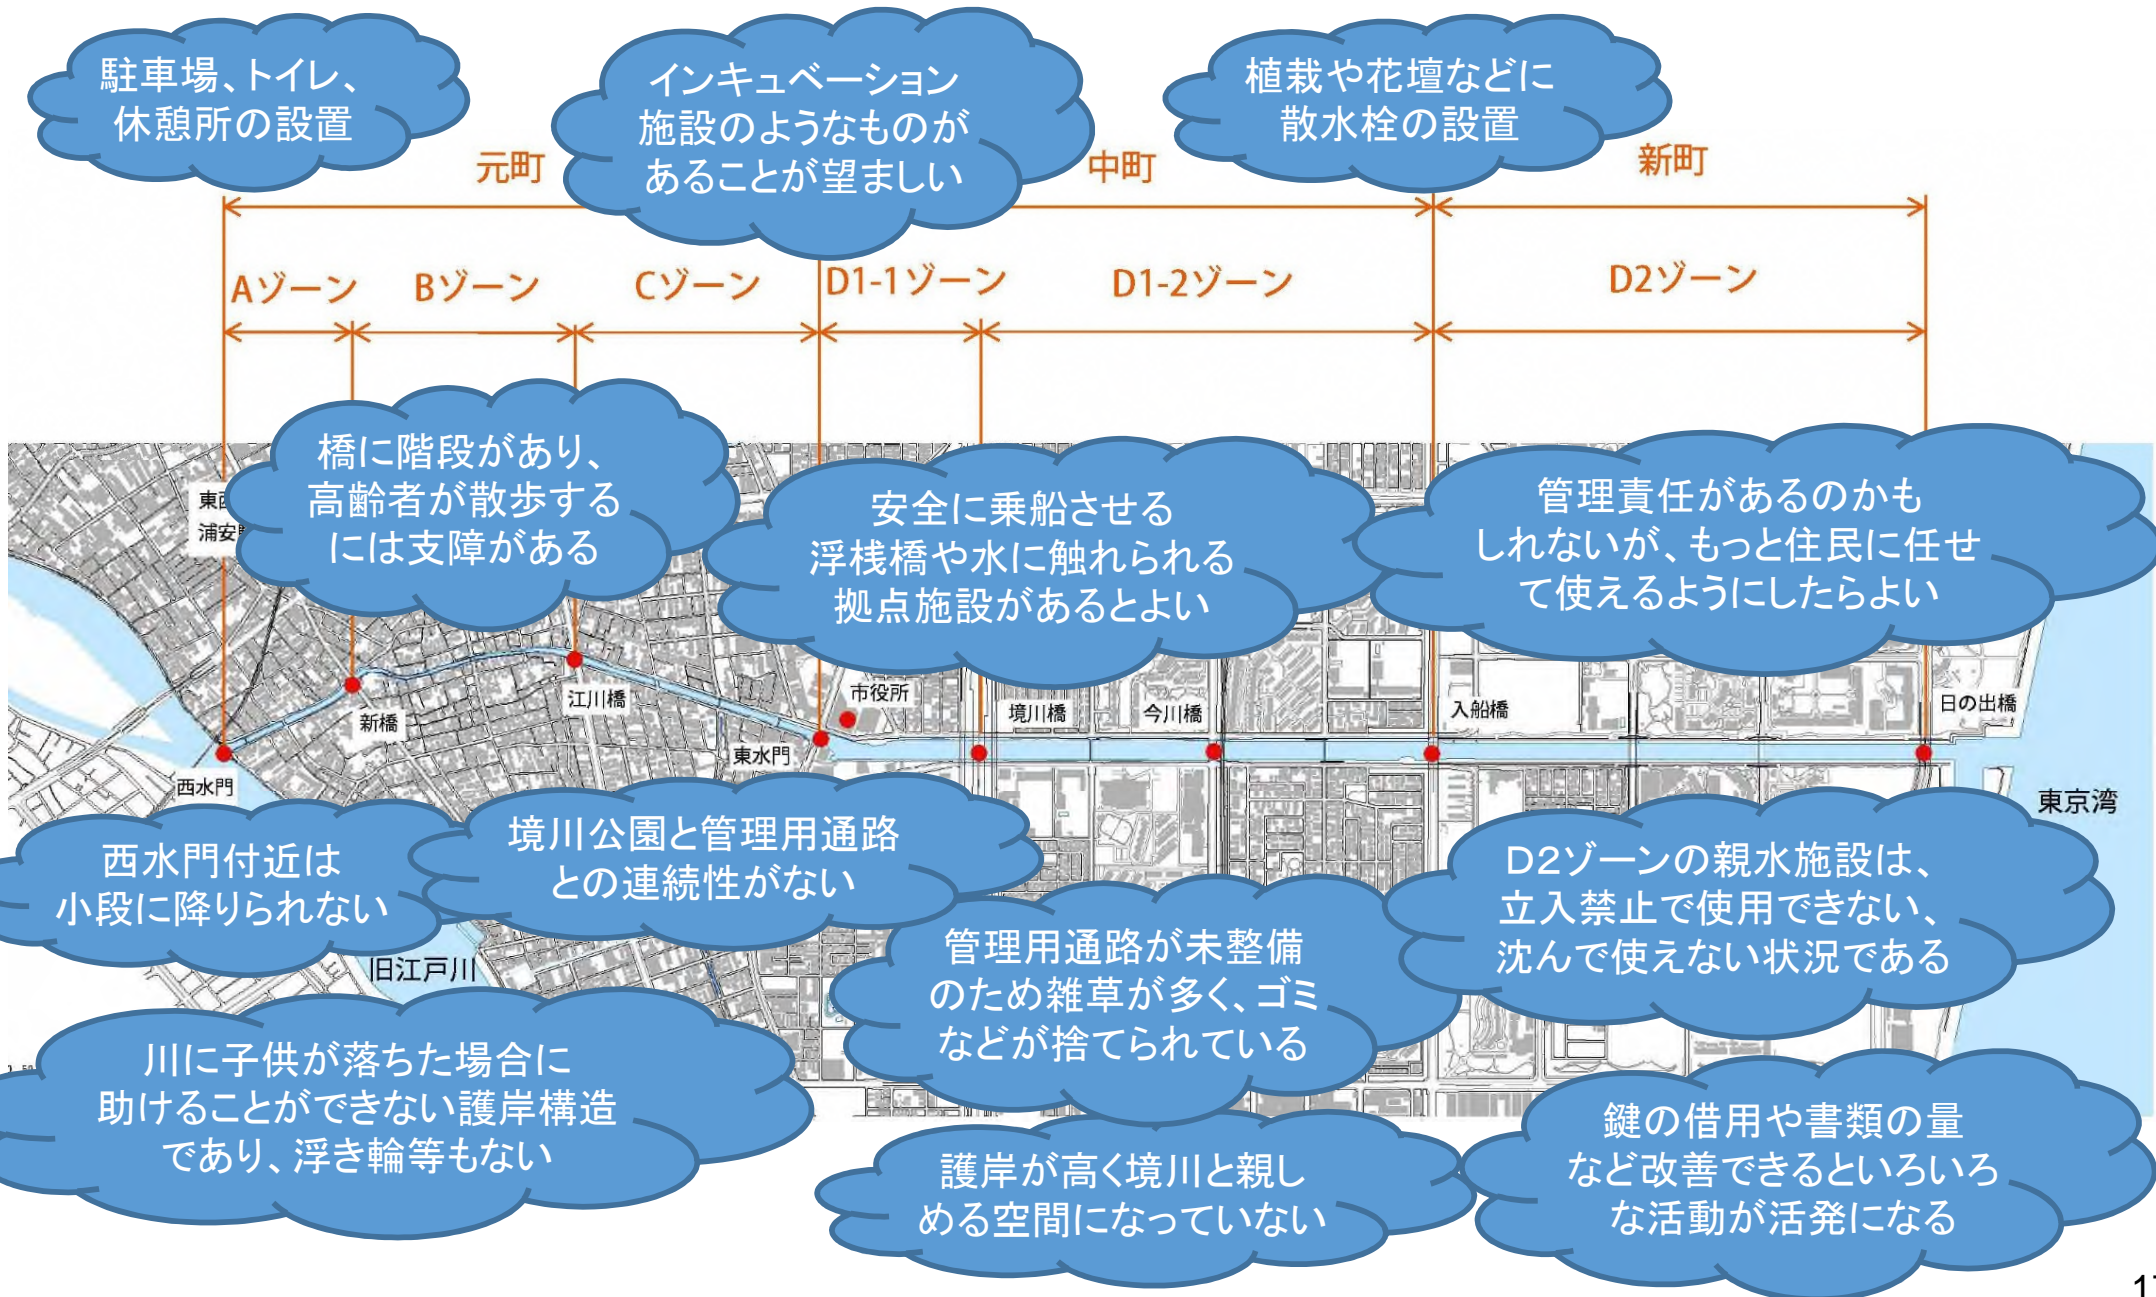 駐車場、トイレ、
休憩所の設置
インキュベーション
施設のようなものが
あることが望ましい
植栽や花壇などに
散水栓の設置
元町
中町
新町
Aゾーン
Bゾーン
Cゾーン
D1-1ゾーン
D1-2ゾーン
D2ゾーン
橋に階段があり、
高齢者が散歩する
には支障がある
安全に乗船させる
浮桟橋や水に触れられる
拠点施設があるとよい
管理責任があるのかも
しれないが、もっと住民に任せ
て使えるようにしたらよい
東西
浦安
新橋
江川橋
市役所
境川橋
今川橋
入船橋
日の出橋
東水門
西水門
東京湾
西水門付近は
小段に降りられない
境川公園と管理用通路
との連続性がない
D2ゾーンの親水施設は、
立入禁止で使用できない、
沈んで使えない状況である
管理用通路が未整備
のため雑草が多く、ゴミ
などが捨てられている
旧江戸川
川に子供が落ちた場合に
助けることができない護岸構造
であり、浮き輪等もない
護岸が高く境川と親し
める空間になっていない
鍵の借用や書類の量
など改善できるといろいろ
な活動が活発になる
17